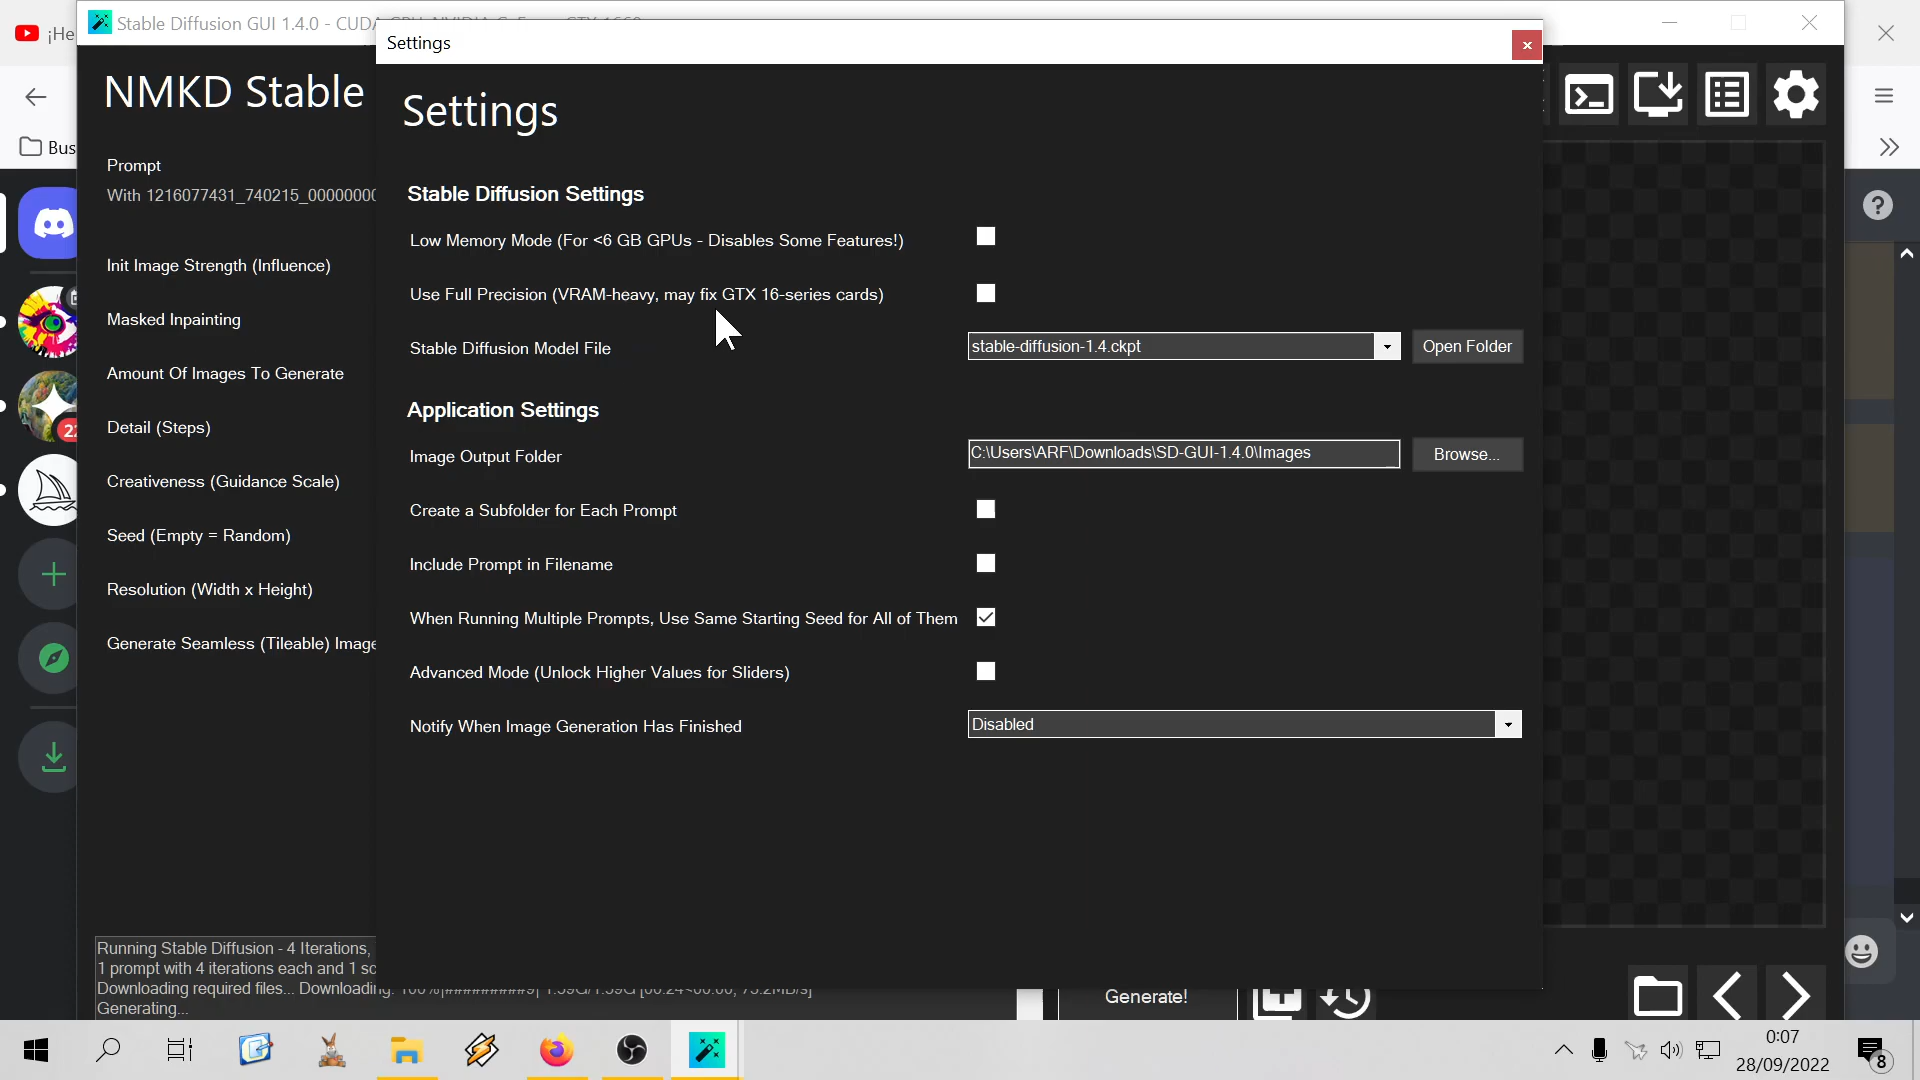 ¡He
Stable Diffusion GUI 1.4.0 - CUDA
Settings
NMKD Stable
Settings
Bus
Prompt
With 1216077431_740215_0000000
Stable Diffusion Settings
Low Memory Mode (For <6 GB GPUs - Disables Some Features!)
Init Image Strength (Influence)
Use Full Precision (VRAM-heavy, may fix GTX 16-series cards)
Masked Inpainting
Stable Diffusion Model File
stable-diffusion-1.4.ckpt
Open Folder
Amount Of Images To Generate
Application Settings
Detail (Steps)
22
Image Output Folder
C:\Users\ARF\Downloads\SD-GUI-1.4.0\Images
Browse...
Creativeness (Guidance Scale)
Create a Subfolder for Each Prompt
Seed (Empty = Random)
Include Prompt in Filename
Resolution (Width x Height)
When Running Multiple Prompts, Use Same Starting Seed for All of Them
Generate Seamless (Tileable) Image
Advanced Mode (Unlock Higher Values for Sliders)
Notify When Image Generation Has Finished
Disabled
Running Stable Diffusion - 4 Iterations,
1 prompt with 4 iterations each and 1 sc
Downloading required files... Downloading:
Generating...
Generate!
0:07
28/09/2022
8